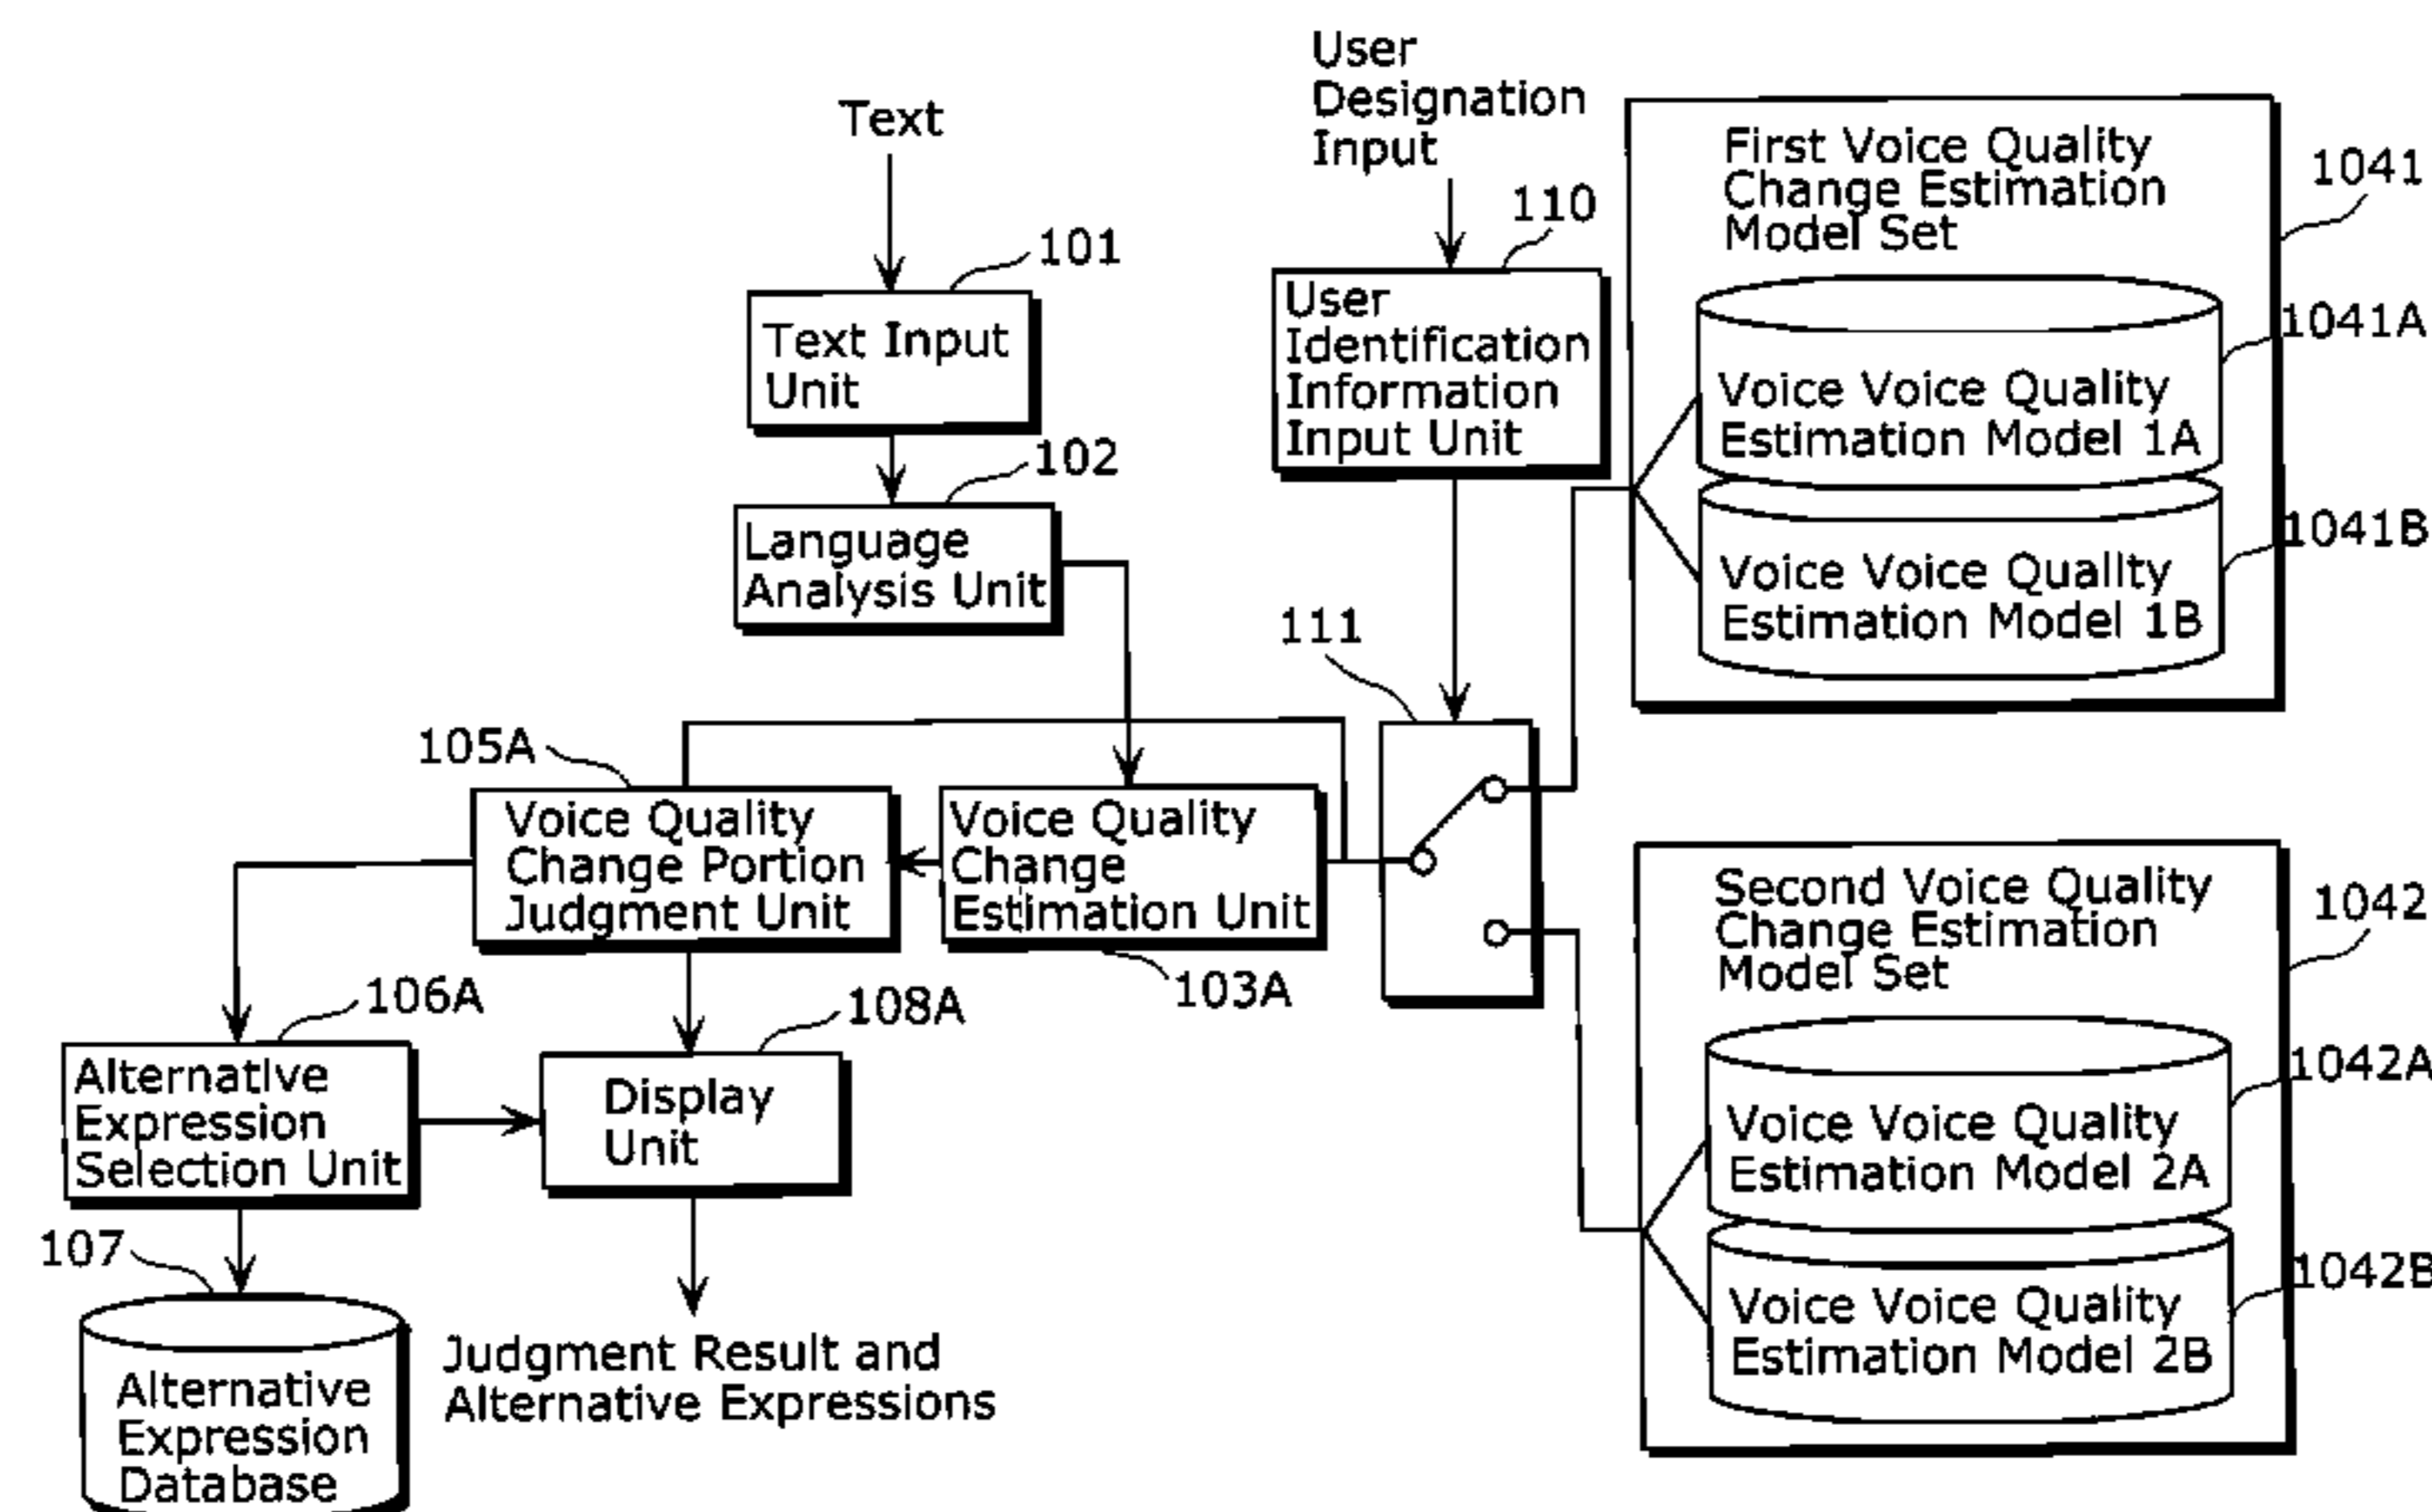 Text
User
Designation
Input
101
110
Text Input
Unit
User
Identification
Information
Input Unit
102
Language
Analysis Unit
111
First Voice Quality
Change Estimation
Model Set
1041
1041A
Voice Voice Quality
Estimation Model 1A
1041B
Voice Voice Quality
Estimation Model 1B
105A
Voice Quality
Change Portion
Judgment Unit
Voice Quality
Change
Estimation Unit
103A
Second Voice Quality
Change Estimation
Model Set
1042
1042A
Voice Voice Quality
Estimation Model 2A
1042B
Voice Voice Quality
Estimation Model 2B
106A
Alternative
Expression
Selection Unit
108A
Display
Unit
107
Alternative
Expression
Database
Judgment Result and
Alternative Expressions